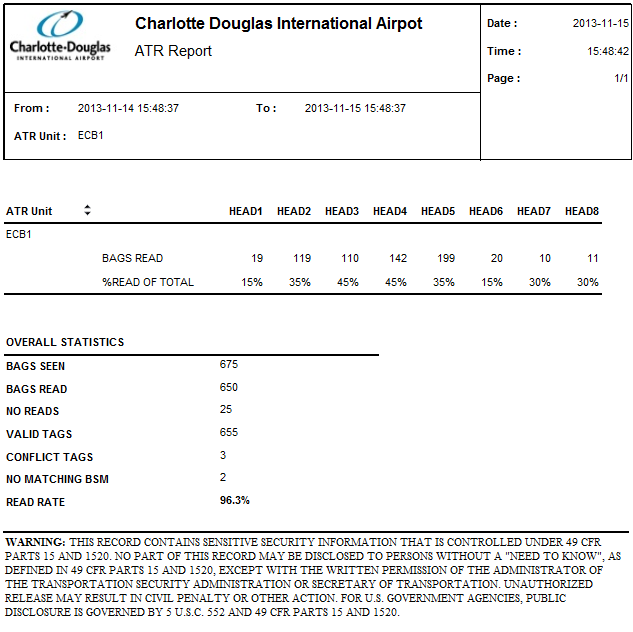 Charlotte-Douglas
INTERNATIONAL AIRPORT
Charlotte Douglas International Airpot
ATR Report
Date : 2013-11-15
Time : 15:48:42
Page : 1/1
From : 2013-11-14 15:48:37 To : 2013-11-15 15:48:37
ATR Unit : ECB1
ATR Unit HEAD1 HEAD2 HEAD3 HEAD4 HEAD5 HEAD6 HEAD7 HEAD8
ECB1
BAGS READ 19 119 110 142 199 20 10 11
%READ OF TOTAL 15% 35% 45% 45% 35% 15% 30% 30%
OVERALL STATISTICS
BAGS SEEN 675
BAGS READ 650
NO READS 25
VALID TAGS 655
CONFLICT TAGS 3
NO MATCHING BSM 2
READ RATE 96.3%
WARNING: THIS RECORD CONTAINS SENSITIVE SECURITY INFORMATION THAT IS CONTROLLED UNDER 49 CFR
PARTS 15 AND 1520. NO PART OF THIS RECORD MAY BE DISCLOSED TO PERSONS WITHOUT A "NEED TO KNOW", AS
DEFINED IN 49 CFR PARTS 15 AND 1520, EXCEPT WITH THE WRITTEN PERMISSION OF THE ADMINISTRATOR OF
THE TRANSPORTATION SECURITY ADMINISTRATION OR SECRETARY OF TRANSPORTATION. UNAUTHORIZED
RELEASE MAY RESULT IN CIVIL PENALTY OR OTHER ACTION. FOR U.S. GOVERNMENT AGENCIES, PUBLIC
DISCLOSURE IS GOVERNED BY 5 U.S.C. 552 AND 49 CFR PARTS 15 AND 1520.